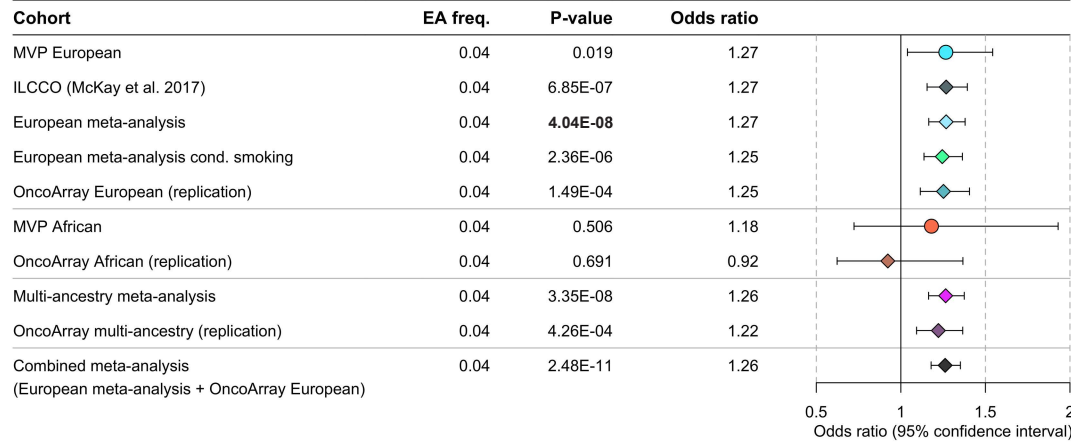 Cohort EA freq. P-value Odds ratio
MVP European 0.04 0.019 1.27
ILCCO (McKay et al. 2017) 0.04 6.85E-07 1.27
European meta-analysis 0.04 4.04E-08 1.27
European meta-analysis cond. smoking 0.04 2.36E-06 1.25
OncoArray European (replication) 0.04 1.49E-04 1.25
MVP African 0.04 0.506 1.18
OncoArray African (replication) 0.04 0.691 0.92
Multi-ancestry meta-analysis 0.04 3.35E-08 1.26
OncoArray multi-ancestry (replication) 0.04 4.26E-04 1.22
Combined meta-analysis 0.04 2.48E-11 1.26
(European meta-analysis + OncoArray European)
0.5 1 1.5 2
Odds ratio (95% confidence interval)